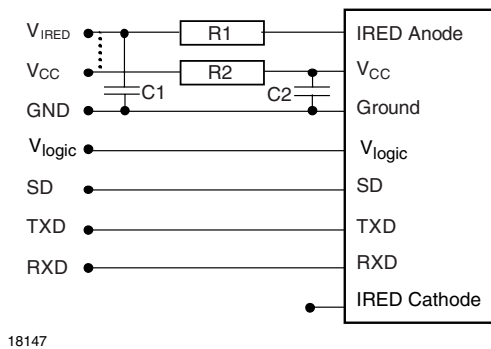 V IRED R1 IRED Anode
VCC R2 VCC
C1 C2
GND Ground
Vlogic Vlogic
SD SD
TXD TXD
RXD RXD
IRED Cathode
18147